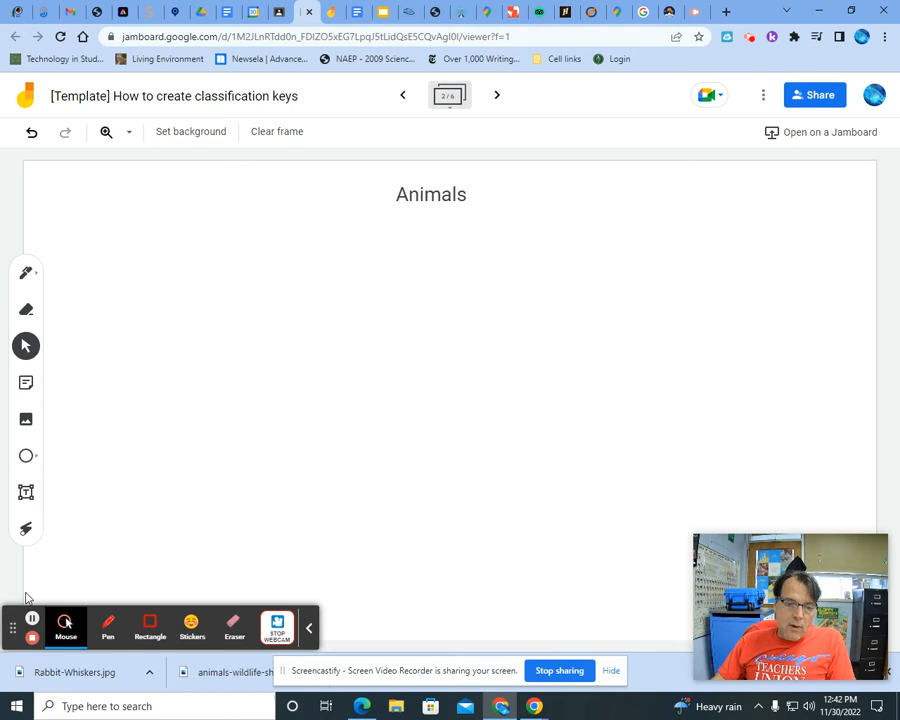 jamboard.google.com/d/1M2JLnRTdd0n_FDIZO5xEG7LpqJ5tLidQsE5CQvAgI0I/viewer?f=1
Technology in Stud...
Living Environment
Newsela | Advance...
NAEP - 2009 Scienc...
Over 1,000 Writing...
Cell links
Login
[Template] How to create classification keys
2 / 6
Share
Set background
Clear frame
Open on a Jamboard
Animals
Mouse
Pen
Rectangle
Stickers
Eraser
STOP WEBCAM
TEACHERS
UNION
Rabbit-Whiskers.jpg
animals-wildlife-sh
Screencastify - Screen Video Recorder is sharing your screen.
Stop sharing
Hide
Type here to search
Heavy rain
12:42 PM
11/30/2022